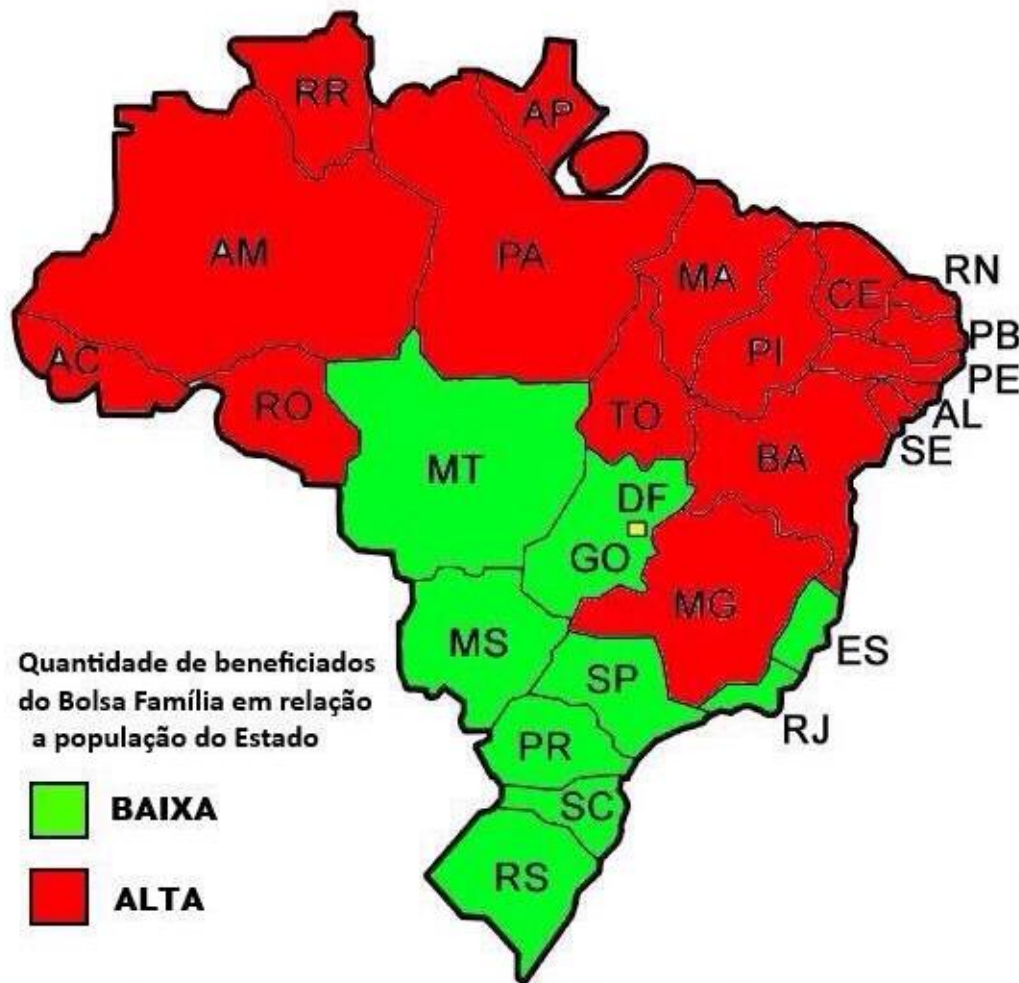 RR
AP
AM
PA
MA
CE
RN
PB
PI
PE
AC
RO
TO
AL
SE
BA
MT
DF
GO
MG
MS
ES
SP
RJ
PR
SC
RS
Quantidade de beneficiados
do Bolsa Família em relação
a população do Estado
BAIXA
ALTA